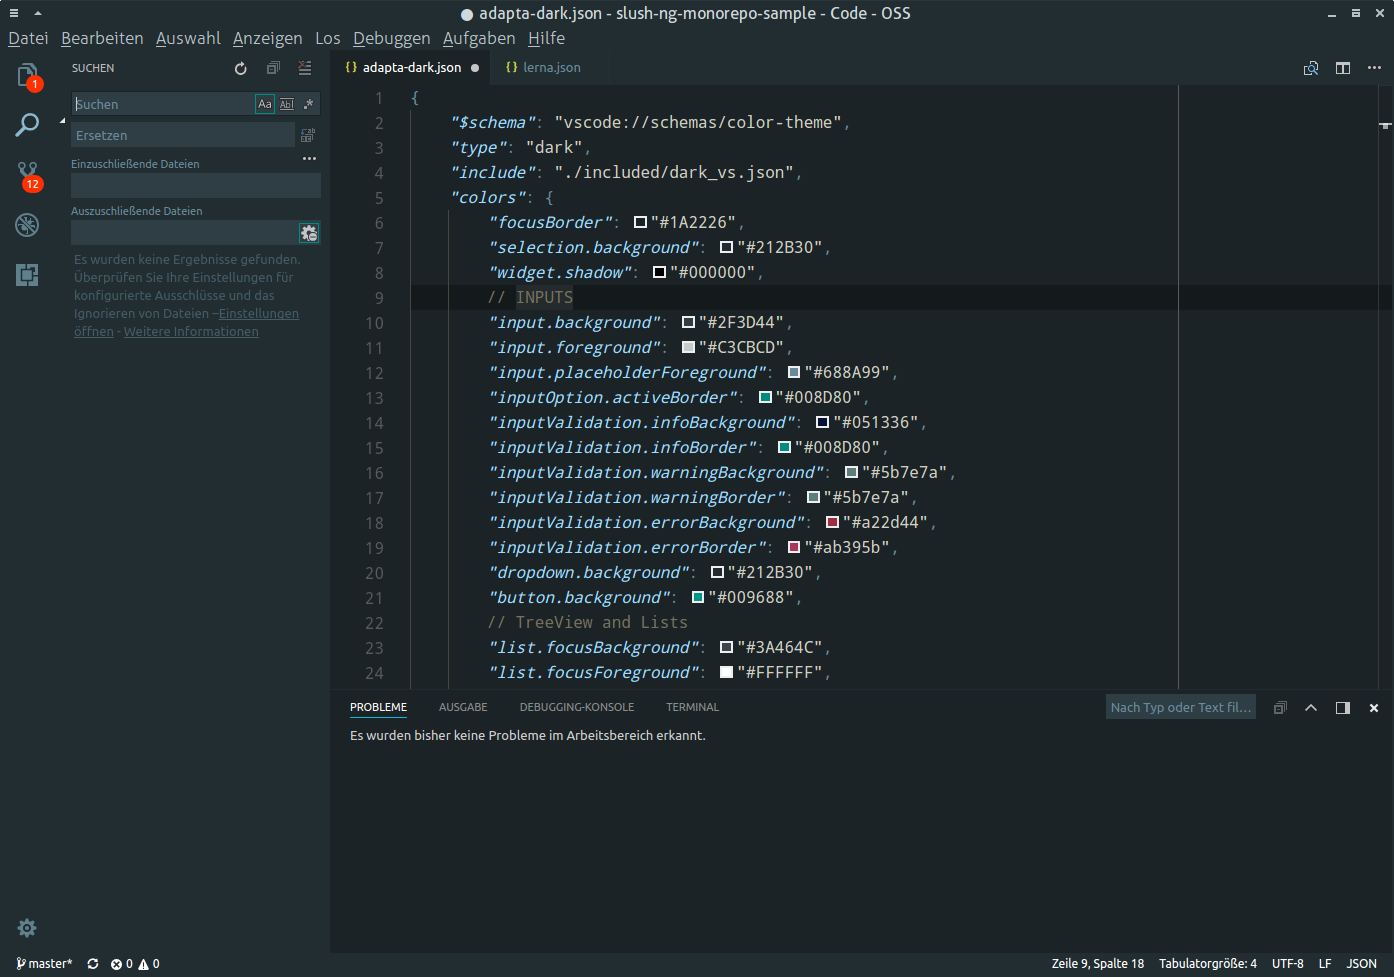 adapta-dark.json - slush-ng-monorepo-sample - Code - OSS
Datei Bearbeiten Auswahl Anzeigen Los Debuggen Aufgaben Hilfe
SUCHEN
{} adapta-dark.json
{} lerna.json
1
12
Suchen
Aa Abl .*
Ersetzen
Einzuschließende Dateien
Auszuschließende Dateien
Es wurden keine Ergebnisse gefunden.
Überprüfen Sie Ihre Einstellungen für
konfigurierte Ausschlüsse und das
Ignorieren von Dateien –Einstellungen
öffnen - Weitere Informationen
1 {
2 "$schema": "vscode://schemas/color-theme",
3 "type": "dark",
4 "include": "./included/dark_vs.json",
5 "colors": {
6 "focusBorder": "#1A2226",
7 "selection.background": "#212B30",
8 "widget.shadow": "#000000",
9 // INPUTS
10 "input.background": "#2F3D44",
11 "input.foreground": "#C3CBCD",
12 "input.placeholderForeground": "#688A99",
13 "inputOption.activeBorder": "#008D80",
14 "inputValidation.infoBackground": "#051336",
15 "inputValidation.infoBorder": "#008D80",
16 "inputValidation.warningBackground": "#5b7e7a",
17 "inputValidation.warningBorder": "#5b7e7a",
18 "inputValidation.errorBackground": "#a22d44",
19 "inputValidation.errorBorder": "#ab395b",
20 "dropdown.background": "#212B30",
21 "button.background": "#009688",
22 // TreeView and Lists
23 "list.focusBackground": "#3A464C",
24 "list.focusForeground": "#FFFFFF",
PROBLEME AUSGABE DEBUGGING-KONSOLE TERMINAL
Nach Typ oder Text fil...
Es wurden bisher keine Probleme im Arbeitsbereich erkannt.
master* 0 0
Zeile 9, Spalte 18 Tabulatorgröße: 4 UTF-8 LF JSON